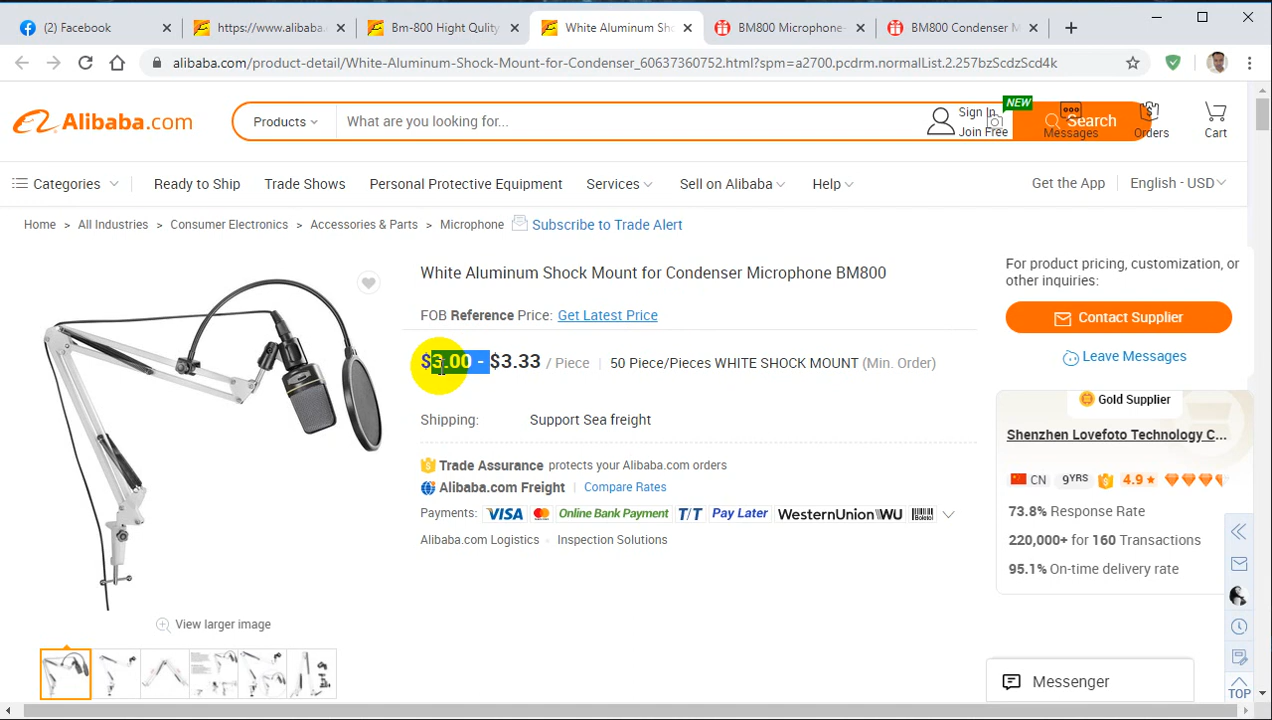 (2) Facebook
https://www.alibaba.
Bm-800 Hight Qulity
White Aluminum Sho
BM800 Microphone-
BM800 Condenser M
alibaba.com/product-detail/White-Aluminum-Shock-Mount-for-Condenser_60637360752.html?spm=a2700.pcdrm.normalList.2.257bzScdzScd4k
Alibaba.com
Products
What are you looking for...
Sign In
Join Free
NEW
Search
Messages
Orders
Cart
Categories
Ready to Ship
Trade Shows
Personal Protective Equipment
Services
Sell on Alibaba
Help
Get the App
English - USD
Home > All Industries > Consumer Electronics > Accessories & Parts > Microphone
Subscribe to Trade Alert
White Aluminum Shock Mount for Condenser Microphone BM800
FOB Reference Price: Get Latest Price
$3.00 - $3.33 / Piece | 50 Piece/Pieces WHITE SHOCK MOUNT (Min. Order)
Shipping: Support Sea freight
Trade Assurance protects your Alibaba.com orders
Alibaba.com Freight | Compare Rates
Payments: VISA Online Bank Payment T/T Pay Later WesternUnion WU
Alibaba.com Logistics Inspection Solutions
View larger image
For product pricing, customization, or
other inquiries:
Contact Supplier
Leave Messages
Gold Supplier
Shenzhen Lovefoto Technology C...
CN 9YRS 4.9
73.8% Response Rate
220,000+ for 160 Transactions
95.1% On-time delivery rate
TOP
Messenger